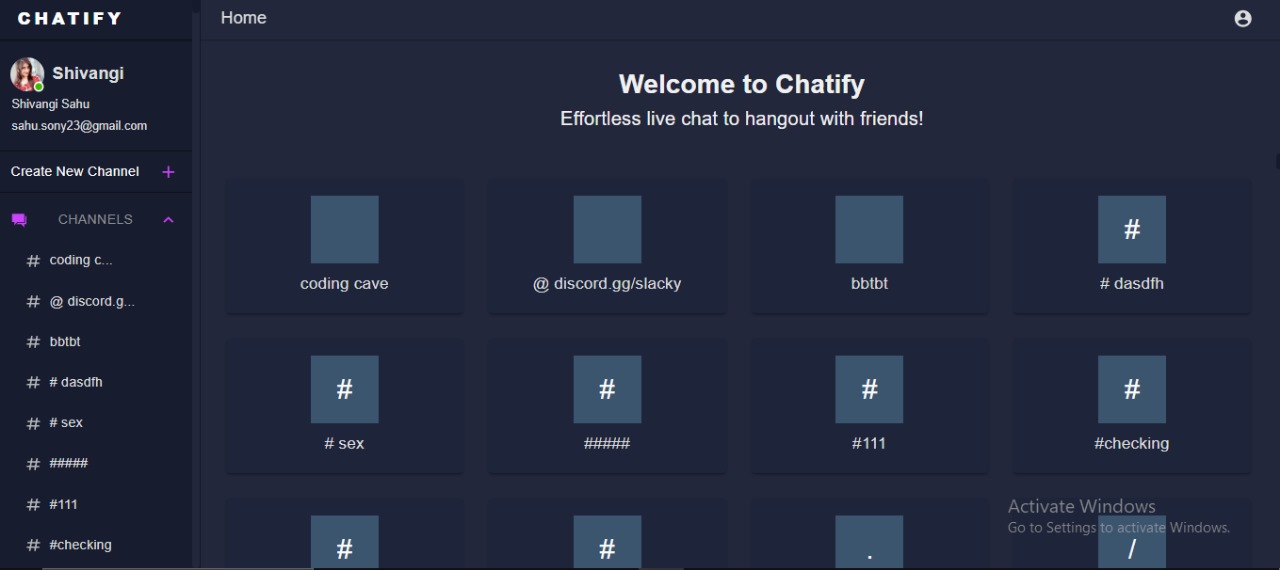 CHATIFY
Home
Shivangi
Shivangi Sahu
sahu.sony23@gmail.com
Create New Channel +
CHANNELS
# coding c...
# @ discord.g...
# bbtbt
# # dasdfh
# # sex
# #####
# #111
# #checking
Welcome to Chatify
Effortless live chat to hangout with friends!
coding cave
@ discord.gg/slacky
bbtbt
#
# dasdfh
#
# sex
#
#####
#
#111
#
#checking
#
#
.
/
Activate Windows
Go to Settings to activate Windows.